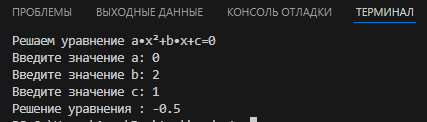 ПРОБЛЕМЫ ВЫХОДНЫЕ ДАННЫЕ КОНСОЛЬ ОТЛАДКИ ТЕРМИНАЛ
Решаем уравнение a•x²+b•x+c=0
Введите значение a: 0
Введите значение b: 2
Введите значение c: 1
Решение уравнения : -0.5